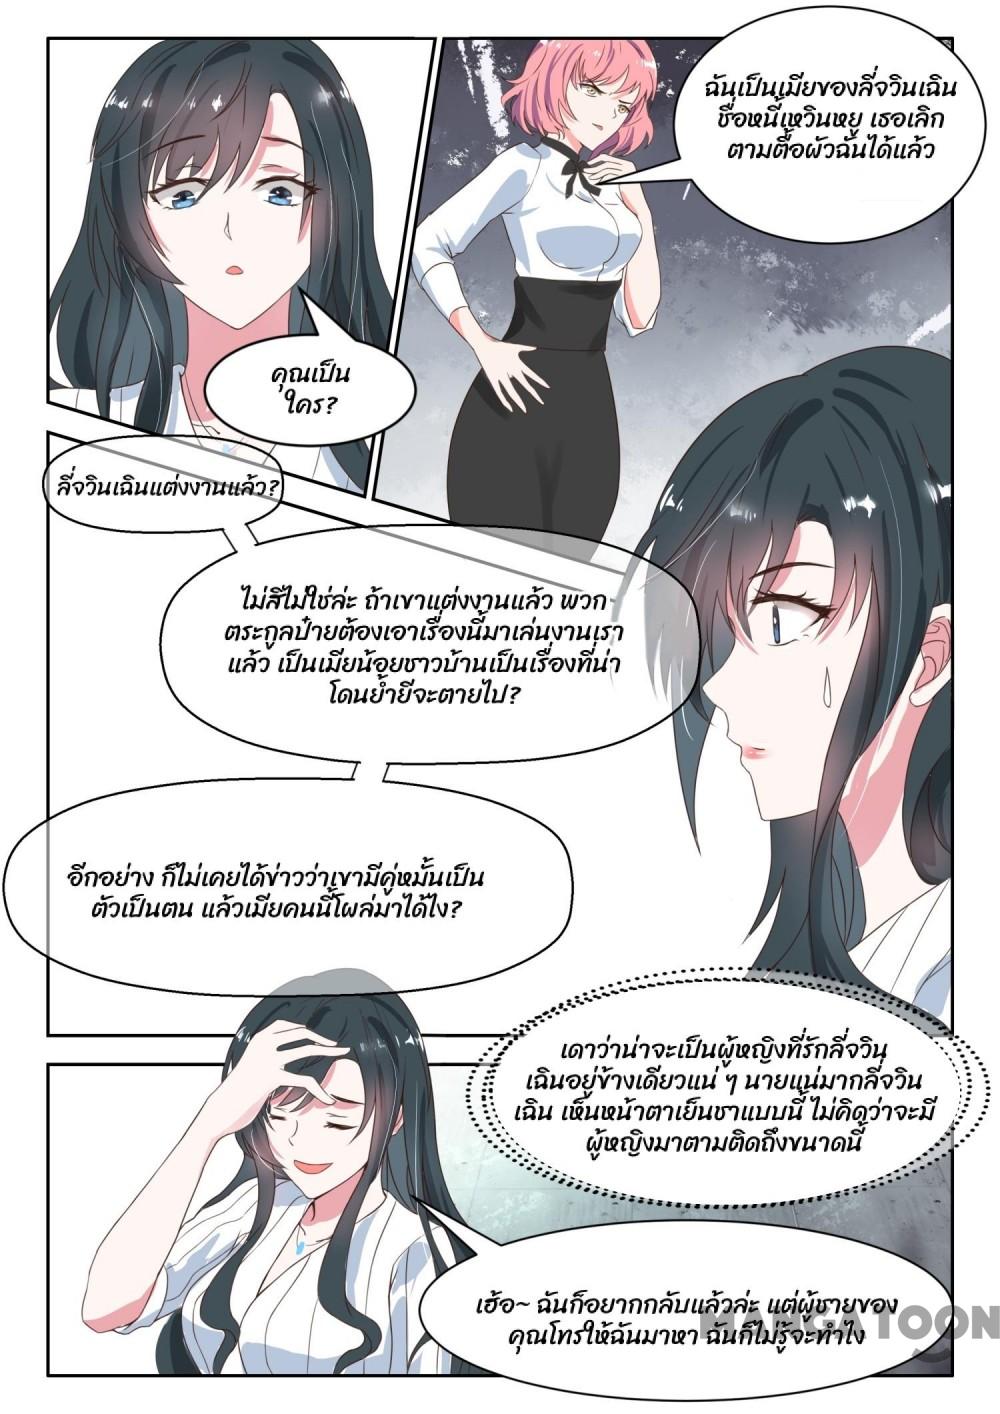 คุณเป็น
ใคร?
ฉันเป็นเมียของลี่จวินเฉิน
ชื่อหนี้เหวินหยู เธอเลิก
ตามตื้อผัวฉันได้แล้ว
ลี่จวินเฉินแต่งงานแล้ว?
ไม่สิไม่ใช่ล่ะ ถ้าเขาแต่งงานแล้ว พวก
ตระกูลป๋ายต้องเอาเรื่องนี้มาเล่นงานเรา
แล้ว เป็นเมียน้อยชาวบ้านเป็นเรื่องที่น่า
โดนย้ำยีจะตายไป?
อีกอย่าง ก็ไม่เคยได้ข่าวว่าเขามีคู่หมั้นเป็น
ตัวเป็นตน แล้วเมียคนนี้โผล่มาได้ไง?
เดาว่าน่าจะเป็นผู้หญิงที่รักลี่จวิน
เฉินอยู่ข้างเดียวแน่ ๆ นายแน่มากลี่จวิน
เฉิน เห็นหน้าตาเย็นชาแบบนี้ ไม่คิดว่าจะมี
ผู้หญิงมาตามติดถึงขนาดนี้
เฮ้อ~ ฉันก็อยากกลับแล้วล่ะ แต่ผู้ชายของ
คุณโทรให้ฉันมาหา ฉันก็ไม่รู้จะทำไง
MANGATOON